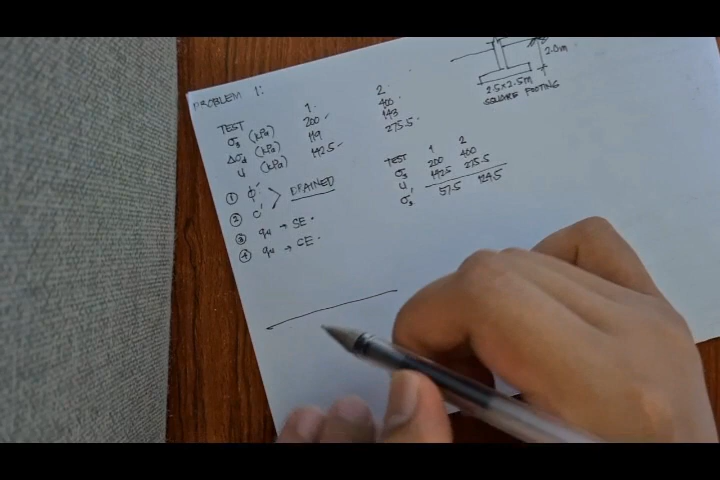 PROBLEM 1:
TEST 1 2
σ3 (kPa) 200 400
Δσd (kPa) 119 143
u (kPa) 142.5 275.5
① φ'
② c' > DRAINED
③ qu → SE
④ qu → CE
2.0m
2.5 x 2.5m
SQUARE FOOTING
TEST 1 2
σ3 200 400
u 142.5 275.5
σ3' 57.5 124.5